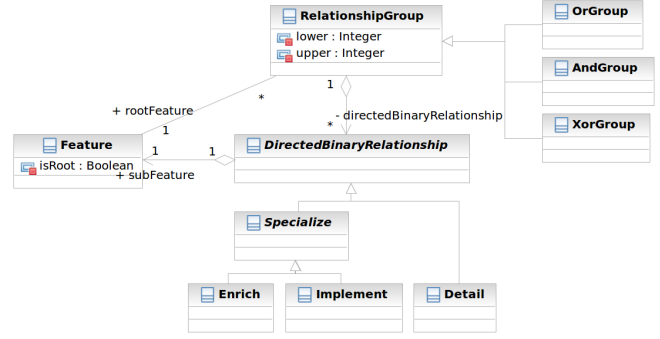 RelationshipGroup
lower : Integer
upper : Integer
OrGroup
AndGroup
XorGroup
1
+ rootFeature
*
1
- directedBinaryRelationship
*
Feature
isRoot : Boolean
1
1
+ subFeature
DirectedBinaryRelationship
Specialize
Enrich
Implement
Detail